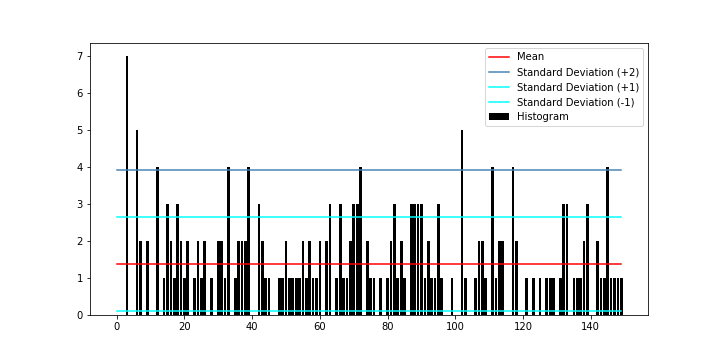 7
6
5
4
3
2
1
0
0 20 40 60 80 100 120 140
Mean
Standard Deviation (+2)
Standard Deviation (+1)
Standard Deviation (-1)
Histogram